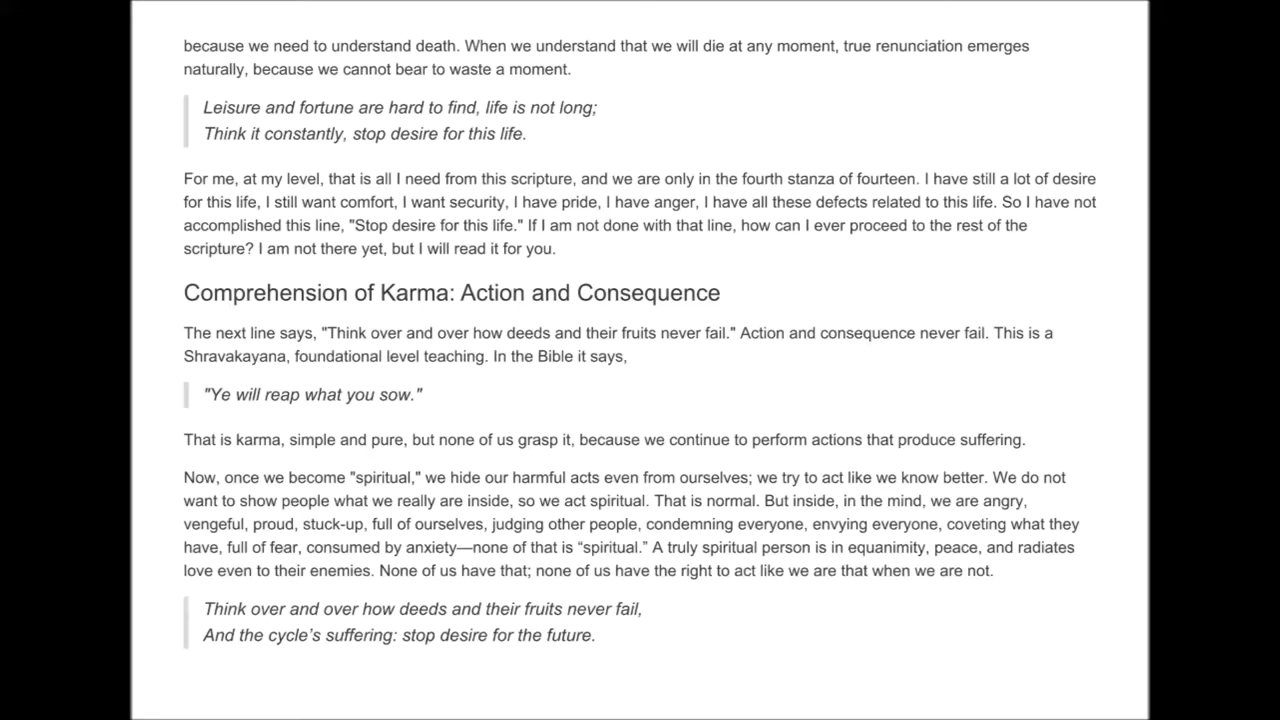 because we need to understand death. When we understand that we will die at any moment, true renunciation emerges
naturally, because we cannot bear to waste a moment.
Leisure and fortune are hard to find, life is not long;
Think it constantly, stop desire for this life.
For me, at my level, that is all I need from this scripture, and we are only in the fourth stanza of fourteen. I have still a lot of desire
for this life, I still want comfort, I want security, I have pride, I have anger, I have all these defects related to this life. So I have not
accomplished this line, "Stop desire for this life." If I am not done with that line, how can I ever proceed to the rest of the
scripture? I am not there yet, but I will read it for you.
Comprehension of Karma: Action and Consequence
The next line says, "Think over and over how deeds and their fruits never fail." Action and consequence never fail. This is a
Shravakayana, foundational level teaching. In the Bible it says,
"Ye will reap what you sow."
That is karma, simple and pure, but none of us grasp it, because we continue to perform actions that produce suffering.
Now, once we become "spiritual," we hide our harmful acts even from ourselves; we try to act like we know better. We do not
want to show people what we really are inside, so we act spiritual. That is normal. But inside, in the mind, we are angry,
vengeful, proud, stuck-up, full of ourselves, judging other people, condemning everyone, envying everyone, coveting what they
have, full of fear, consumed by anxiety—none of that is “spiritual.” A truly spiritual person is in equanimity, peace, and radiates
love even to their enemies. None of us have that; none of us have the right to act like we are that when we are not.
Think over and over how deeds and their fruits never fail,
And the cycle’s suffering: stop desire for the future.